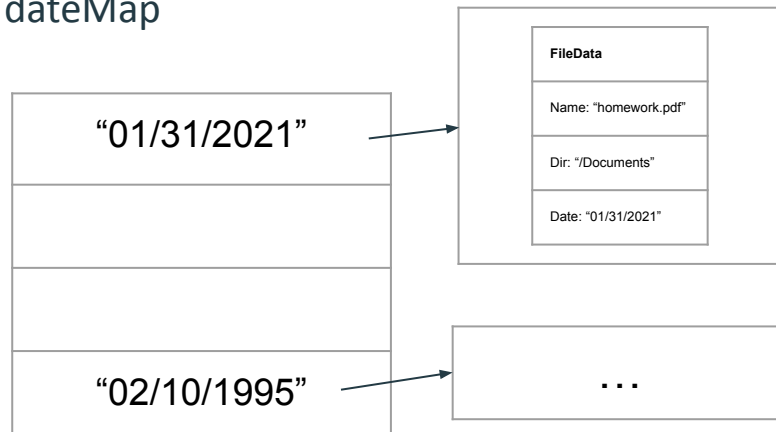 dateMap
“01/31/2021”
FileData
Name: “homework.pdf”
Dir: “/Documents”
Date: “01/31/2021”
“02/10/1995”
...